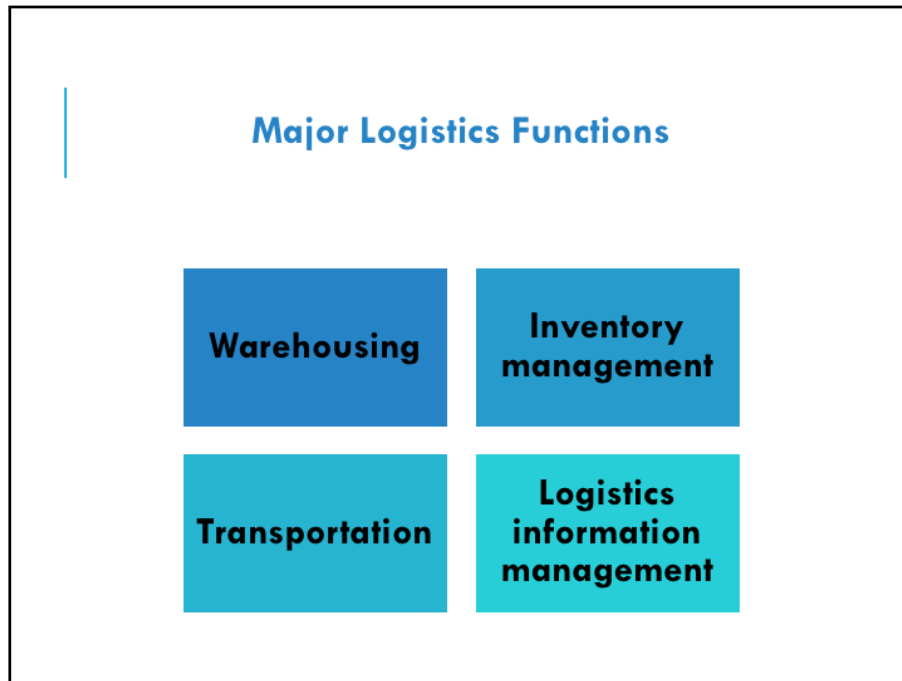 Major Logistics Functions
Warehousing
Inventory
management
Transportation
Logistics
information
management